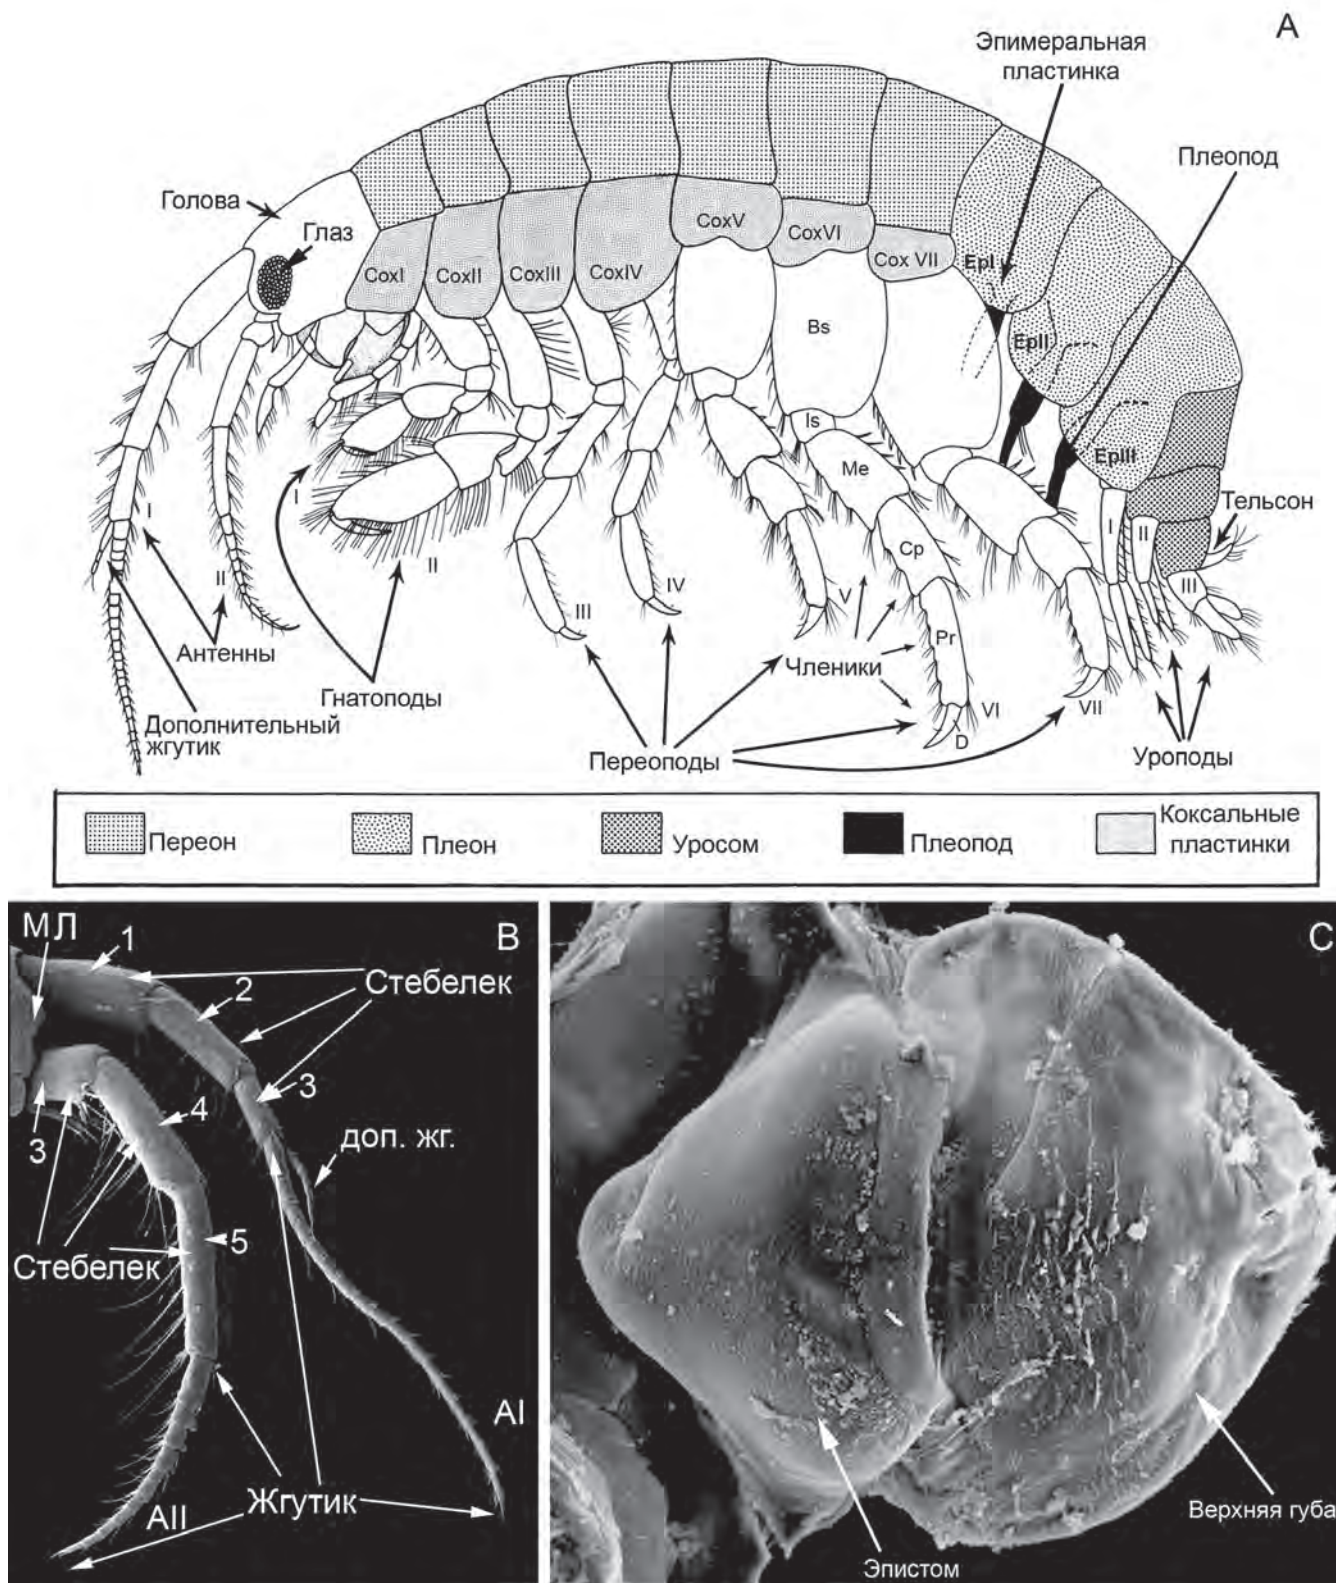 A
Эпимеральная
пластинка
Плеопод
Голова
Глаз
CoxI
CoxII
CoxIII
CoxIV
CoxV
CoxVI
Cox VII
EpI
EpII
EpIII
Bs
Is
Me
Cp
Pr
D
I
II
I
II
III
IV
V
VI
VII
I
II
III
Тельсон
Антенны
Гнатоподы
Дополнительный
жгутик
Членики
Переоподы
Уроподы
Переон
Плеон
Уросом
Плеопод
Коксальные
пластинки
B
МЛ
1
Стебелек
2
3
4
3
доп. жг.
5
Стебелек
AI
Жгутик
AII
C
Верхняя губа
Эпистом